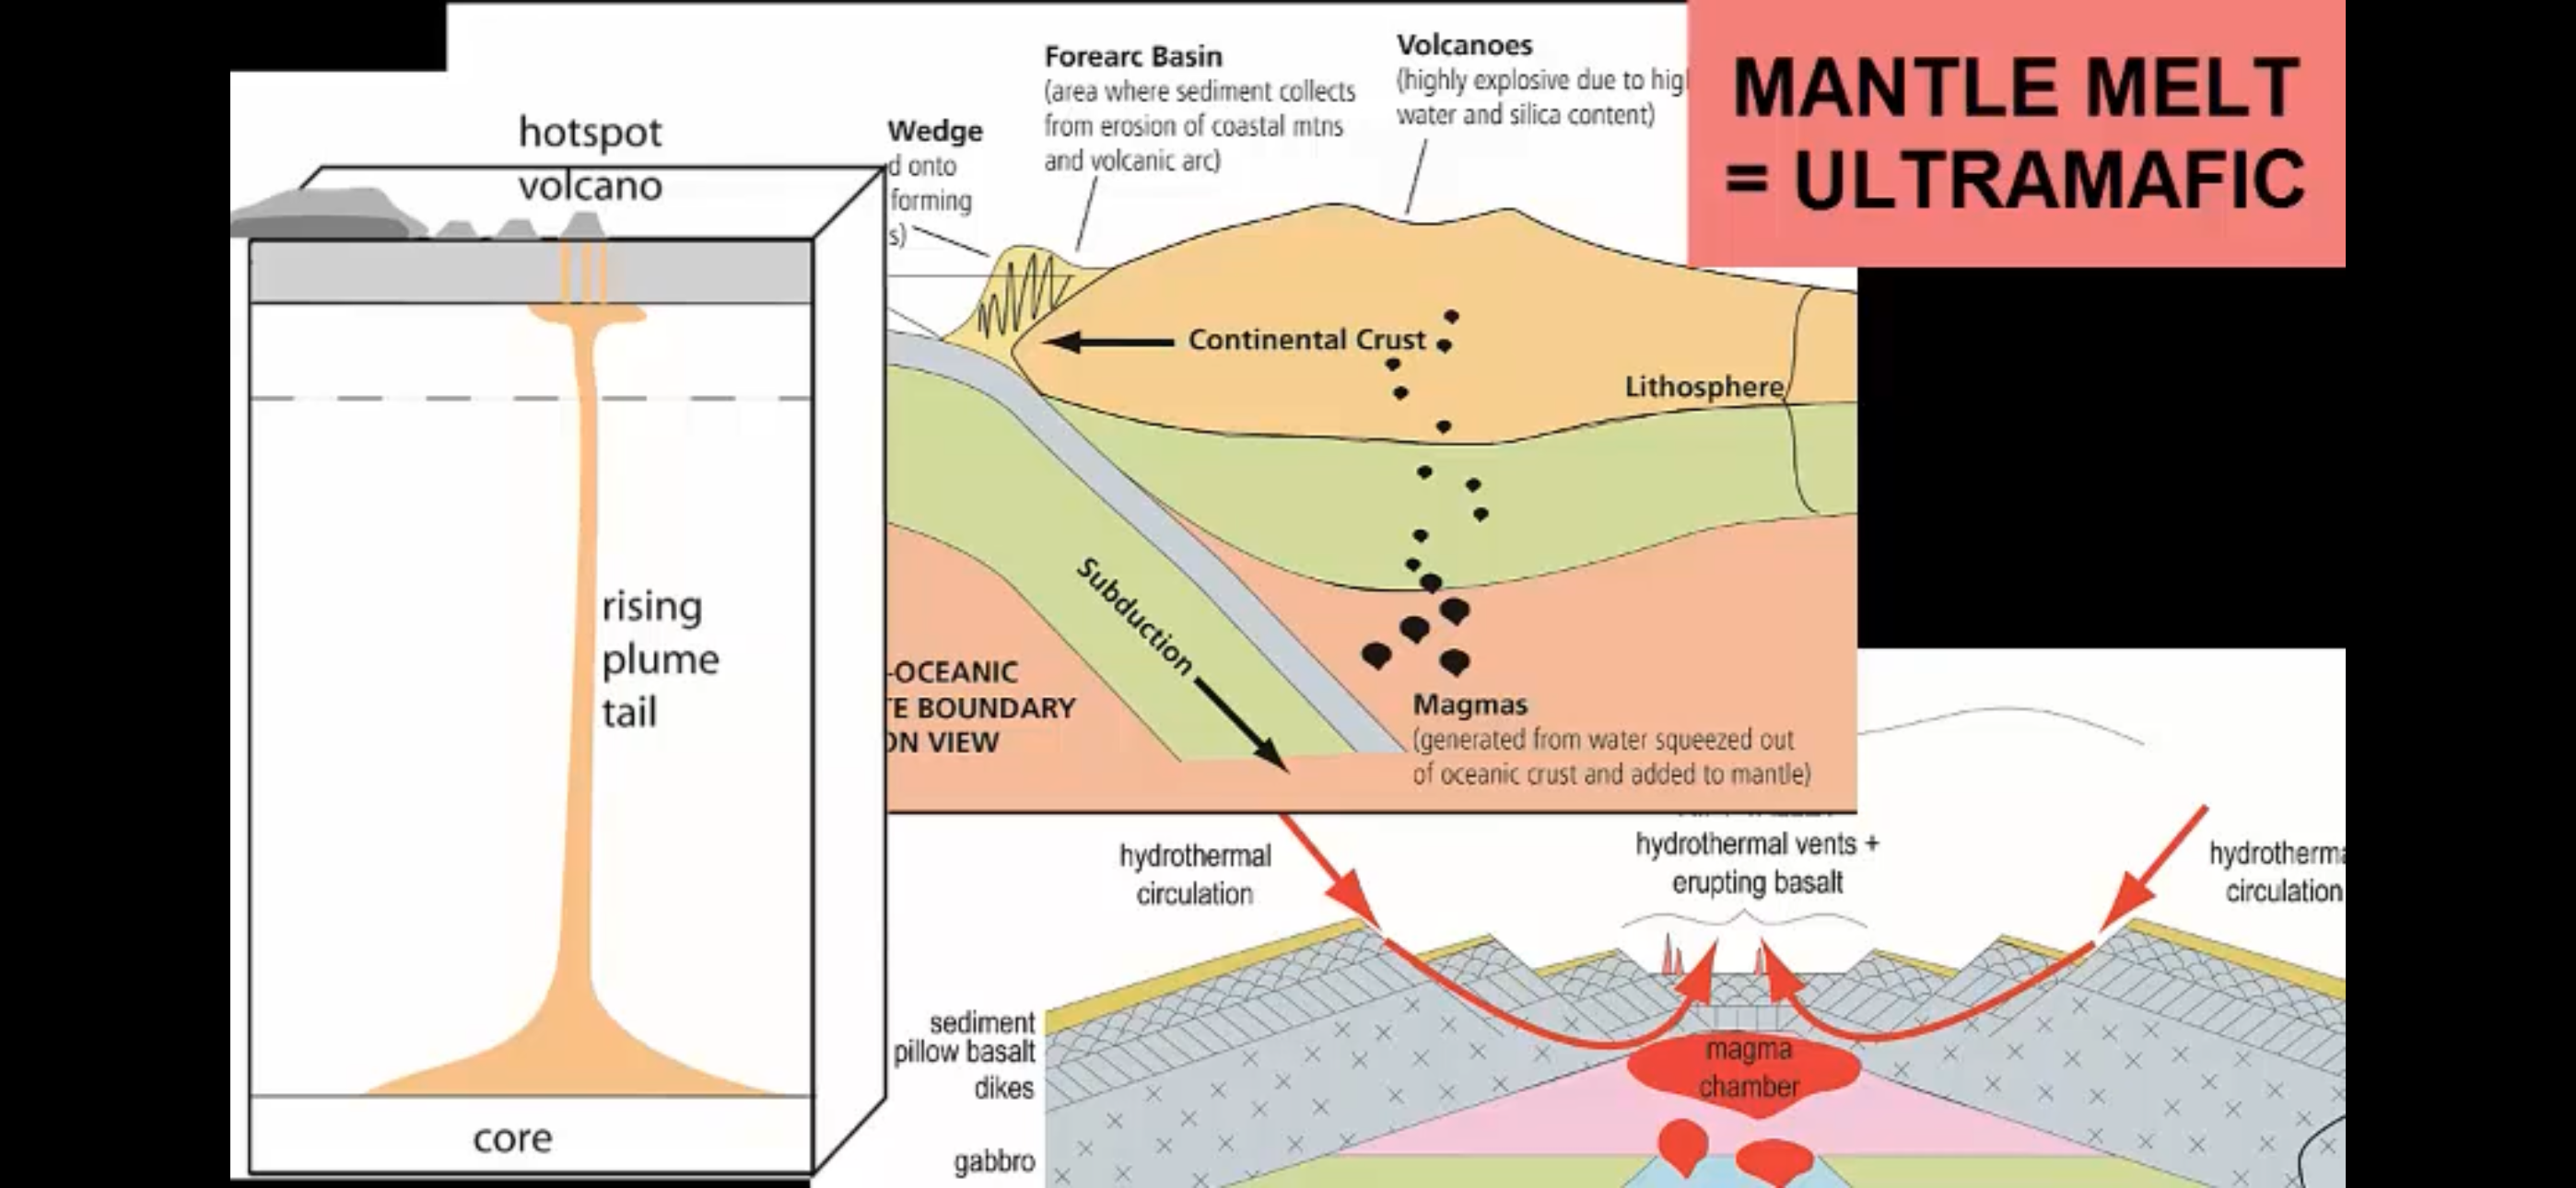 hotspot
volcano
rising
plume
tail
core
Wedge
d onto
forming
s)
Forearc Basin
(area where sediment collects
from erosion of coastal mtns
and volcanic arc)
Volcanoes
(highly explosive due to hig
water and silica content)
MANTLE MELT
= ULTRAMAFIC
Continental Crust
Lithosphere
Subduction
-OCEANIC
TE BOUNDARY
ON VIEW
Magmas
(generated from water squeezed out
of oceanic crust and added to mantle)
hydrothermal
circulation
hydrothermal vents +
erupting basalt
hydrotherma
circulation
sediment
pillow basalt
dikes
gabbro
magma
chamber